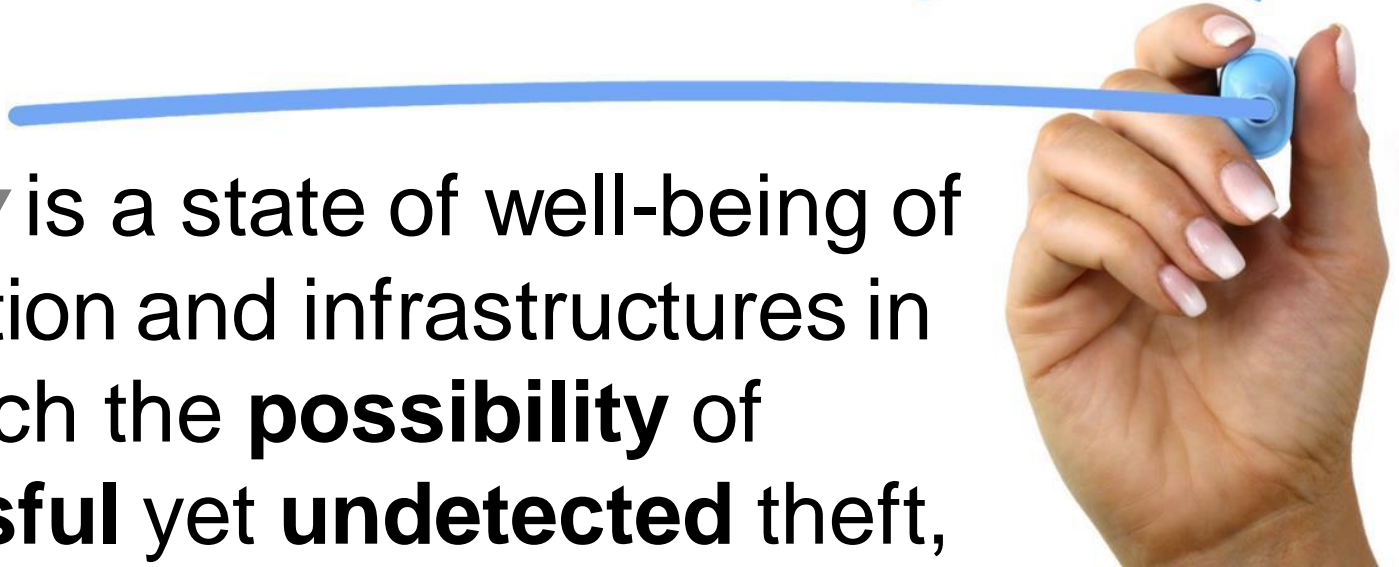 is a state of well-being of
tion and infrastructures in
ch the possibility of
sful yet undetected theft,